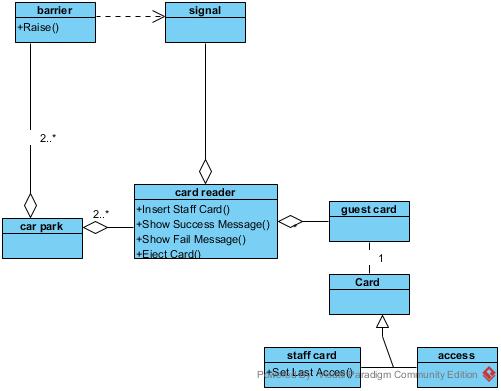 barrier
signal
+Raise()
2..*
card reader
+Insert Staff Card()
guest card
2..*
car park
+Show Success Message()
+Show Fail Message()
+Eject Card()
1
Card
staff card
access
+Set Last Acces()
Powered By Visual Paradigm Community Edition